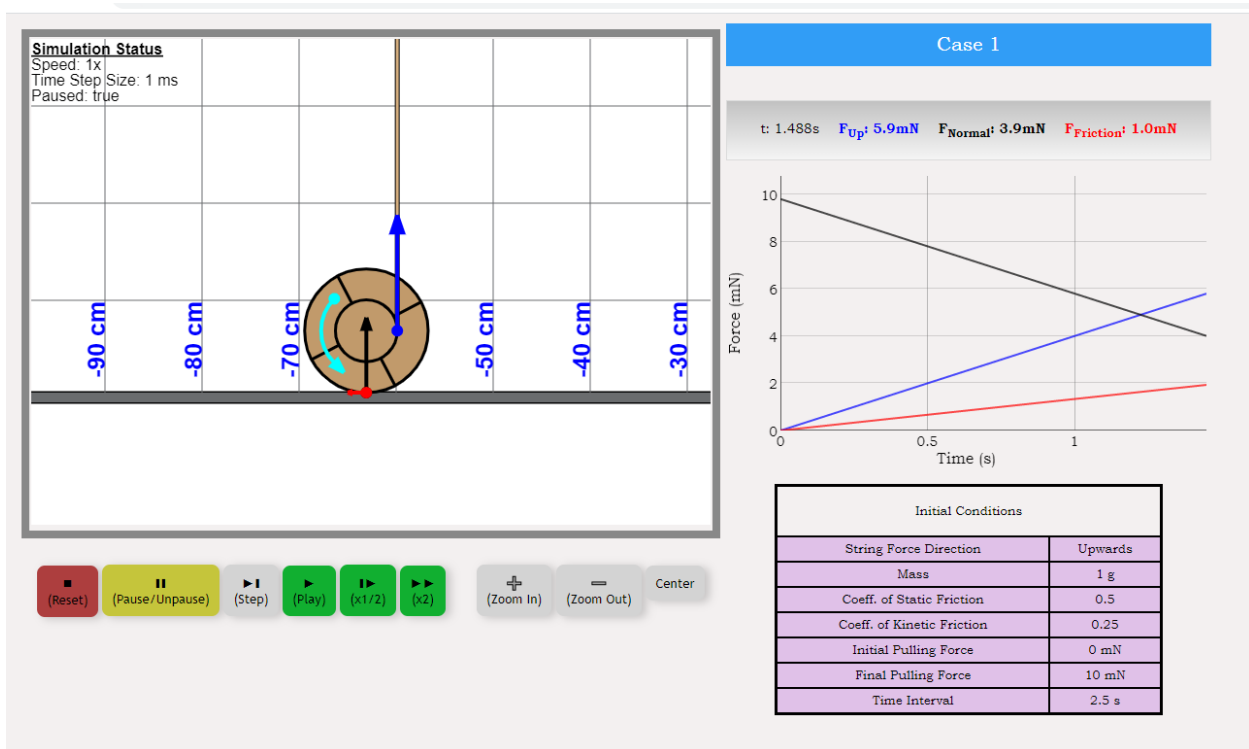 Simulation Status
Speed: 1x
Time Step Size: 1 ms
Paused: true
-90 cm
-80 cm
-70 cm
-50 cm
-40 cm
-30 cm
■
(Reset)
(Pause/Unpause)
(Step)
(Play)
(x1/2)
(x2)
(Zoom In)
(Zoom Out)
Center
Case 1
t: 1.488s F_Up: 5.9mN F_Normal: 3.9mN F_Friction: 1.0mN
10
8
6
4
2
0
Force (mN)
0 0.5 1
Time (s)
Initial Conditions
String Force Direction Upwards
Mass 1 g
Coeff. of Static Friction 0.5
Coeff. of Kinetic Friction 0.25
Initial Pulling Force 0 mN
Final Pulling Force 10 mN
Time Interval 2.5 s